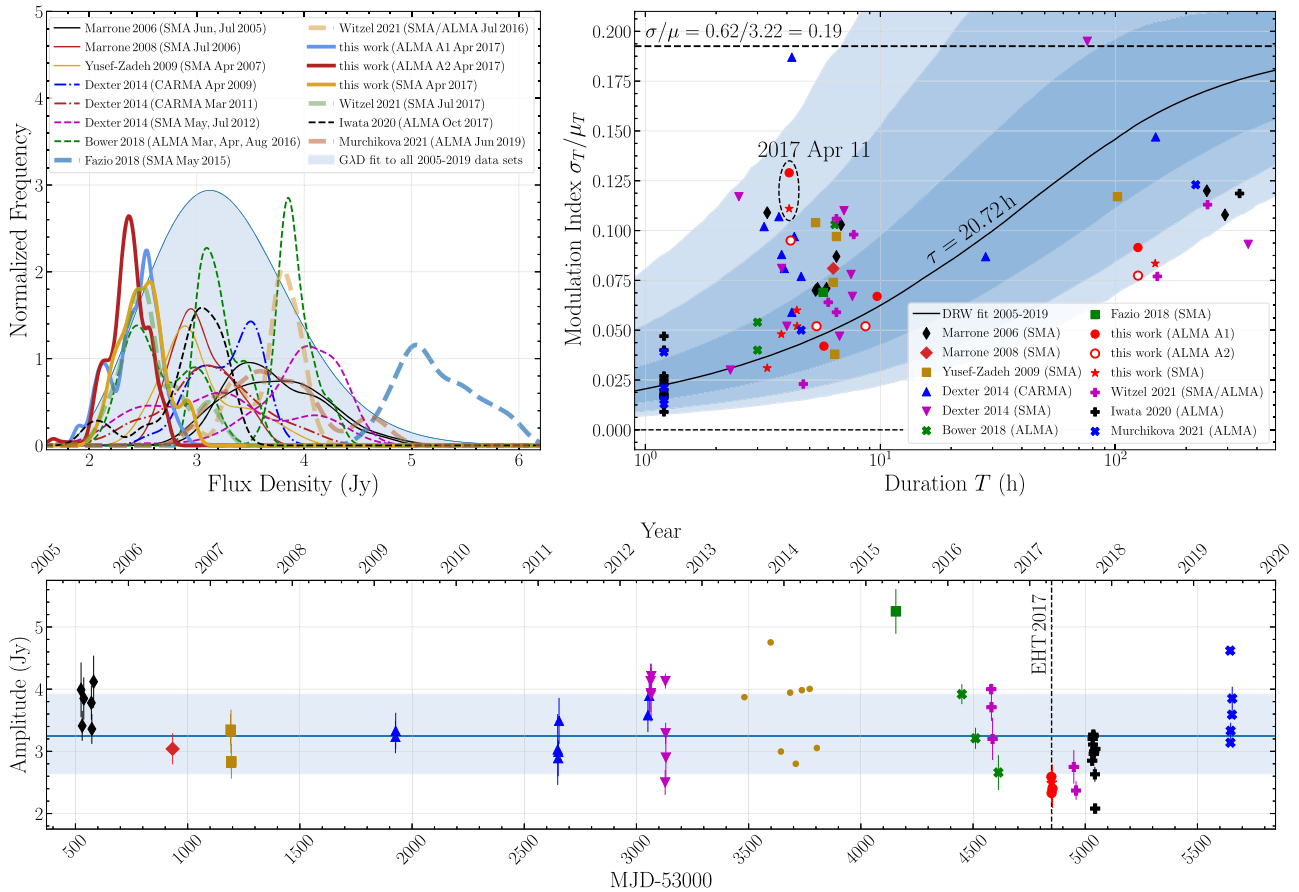 5
4
3
2
1
0
Normalized Frequency
Marrone 2006 (SMA Jun, Jul 2005)
Marrone 2008 (SMA Jul 2006)
Yusef-Zadeh 2009 (SMA Apr 2007)
Dexter 2014 (CARMA Apr 2009)
Dexter 2014 (CARMA Mar 2011)
Dexter 2014 (SMA May, Jul 2012)
Bower 2018 (ALMA Mar, Apr, Aug 2016)
Fazio 2018 (SMA May 2015)
Witzel 2021 (SMA/ALMA Jul 2016)
this work (ALMA A1 Apr 2017)
this work (ALMA A2 Apr 2017)
this work (SMA Apr 2017)
Witzel 2021 (SMA Jul 2017)
Iwata 2020 (ALMA Oct 2017)
Murchikova 2021 (ALMA Jun 2019)
GAD fit to all 2005-2019 data sets
2 3 4 5 6
Flux Density (Jy)
0.200
0.175
0.150
0.125
0.100
0.075
0.050
0.025
0.000
Modulation Index σ_T/μ_T
σ/μ = 0.62/3.22 = 0.19
2017 Apr 11
τ = 20.72 h
DRW fit 2005-2019
Marrone 2006 (SMA)
Marrone 2008 (SMA)
Yusef-Zadeh 2009 (SMA)
Dexter 2014 (CARMA)
Dexter 2014 (SMA)
Bower 2018 (ALMA)
Fazio 2018 (SMA)
this work (ALMA A1)
this work (ALMA A2)
this work (SMA)
Witzel 2021 (SMA/ALMA)
Iwata 2020 (ALMA)
Murchikova 2021 (ALMA)
10⁰ 10¹ 10²
Duration T (h)
Year
2005 2006 2007 2008 2009 2010 2011 2012 2013 2014 2015 2016 2017 2018 2019 2020
5
4
3
2
Amplitude (Jy)
EHT 2017
500 1000 1500 2000 2500 3000 3500 4000 4500 5000 5500
MJD-53000